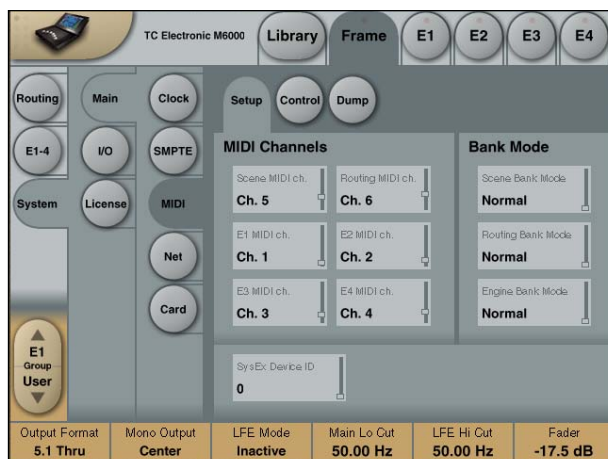 TC Electronic M6000
Library
Frame
E1
E2
E3
E4
Routing
Main
Clock
Setup
Control
Dump
E1-4
I/O
SMPTE
MIDI Channels
Bank Mode
Scene MIDI ch.
Ch. 5
Routing MIDI ch.
Ch. 6
Scene Bank Mode
Normal
System
License
MIDI
E1 MIDI ch.
Ch. 1
E2 MIDI ch.
Ch. 2
Routing Bank Mode
Normal
Net
E3 MIDI ch.
Ch. 3
E4 MIDI ch.
Ch. 4
Engine Bank Mode
Normal
Card
E1
Group
User
SysEx Device ID
0
Output Format
5.1 Thru
Mono Output
Center
LFE Mode
Inactive
Main Lo Cut
50.00 Hz
LFE Hi Cut
50.00 Hz
Fader
-17.5 dB